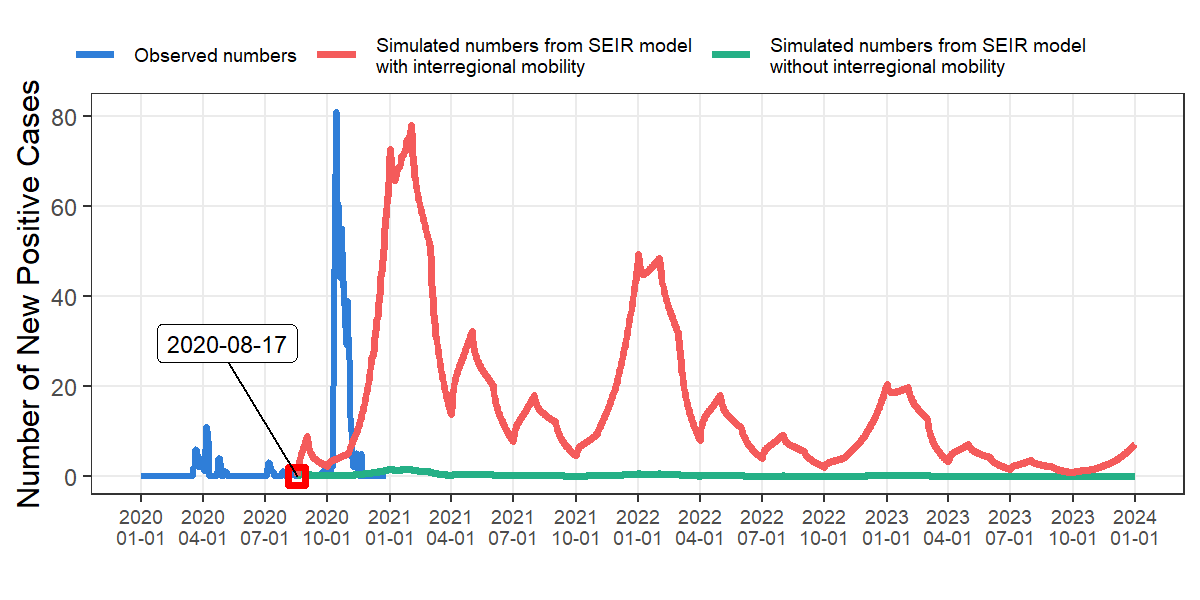 Observed numbers
Simulated numbers from SEIR model
with interregional mobility
Simulated numbers from SEIR model
without interregional mobility
Number of New Positive Cases
80
60
40
20
0
2020-08-17
2020 2020 2020 2020 2021 2021 2021 2021 2022 2022 2022 2022 2023 2023 2023 2023 2024
01-01 04-01 07-01 10-01 01-01 04-01 07-01 10-01 01-01 04-01 07-01 10-01 01-01 04-01 07-01 10-01 01-01